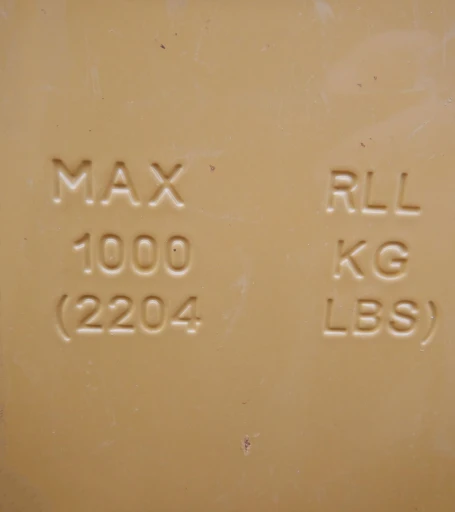 MAX RLL
1000 KG
(2204 LBS)